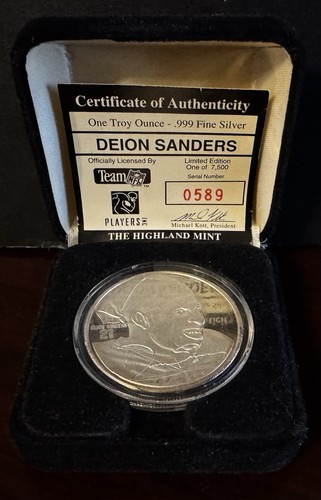 Certificate of Authenticity
One Troy Ounce - .999 Fine Silver
DEION SANDERS
Officially Licensed By
Limited Edition
One of 7,500
Team NFL™
Serial Number
0589
PLAYERS INC
Michael Kott, President
THE HIGHLAND MINT